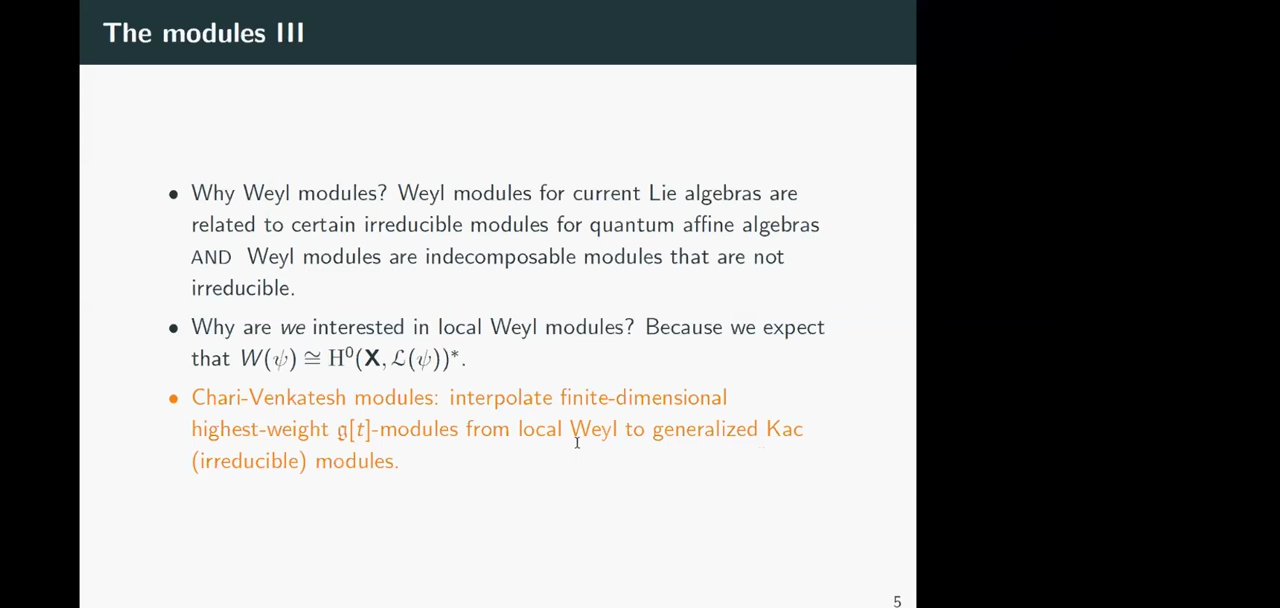 The modules III
• Why Weyl modules? Weyl modules for current Lie algebras are
related to certain irreducible modules for quantum affine algebras
AND Weyl modules are indecomposable modules that are not
irreducible.
• Why are we interested in local Weyl modules? Because we expect
that W(ψ) ≅ H⁰(X, ℒ(ψ))*.
• Chari-Venkatesh modules: interpolate finite-dimensional
highest-weight 𝔤[t]-modules from local Weyl to generalized Kac
(irreducible) modules.
5